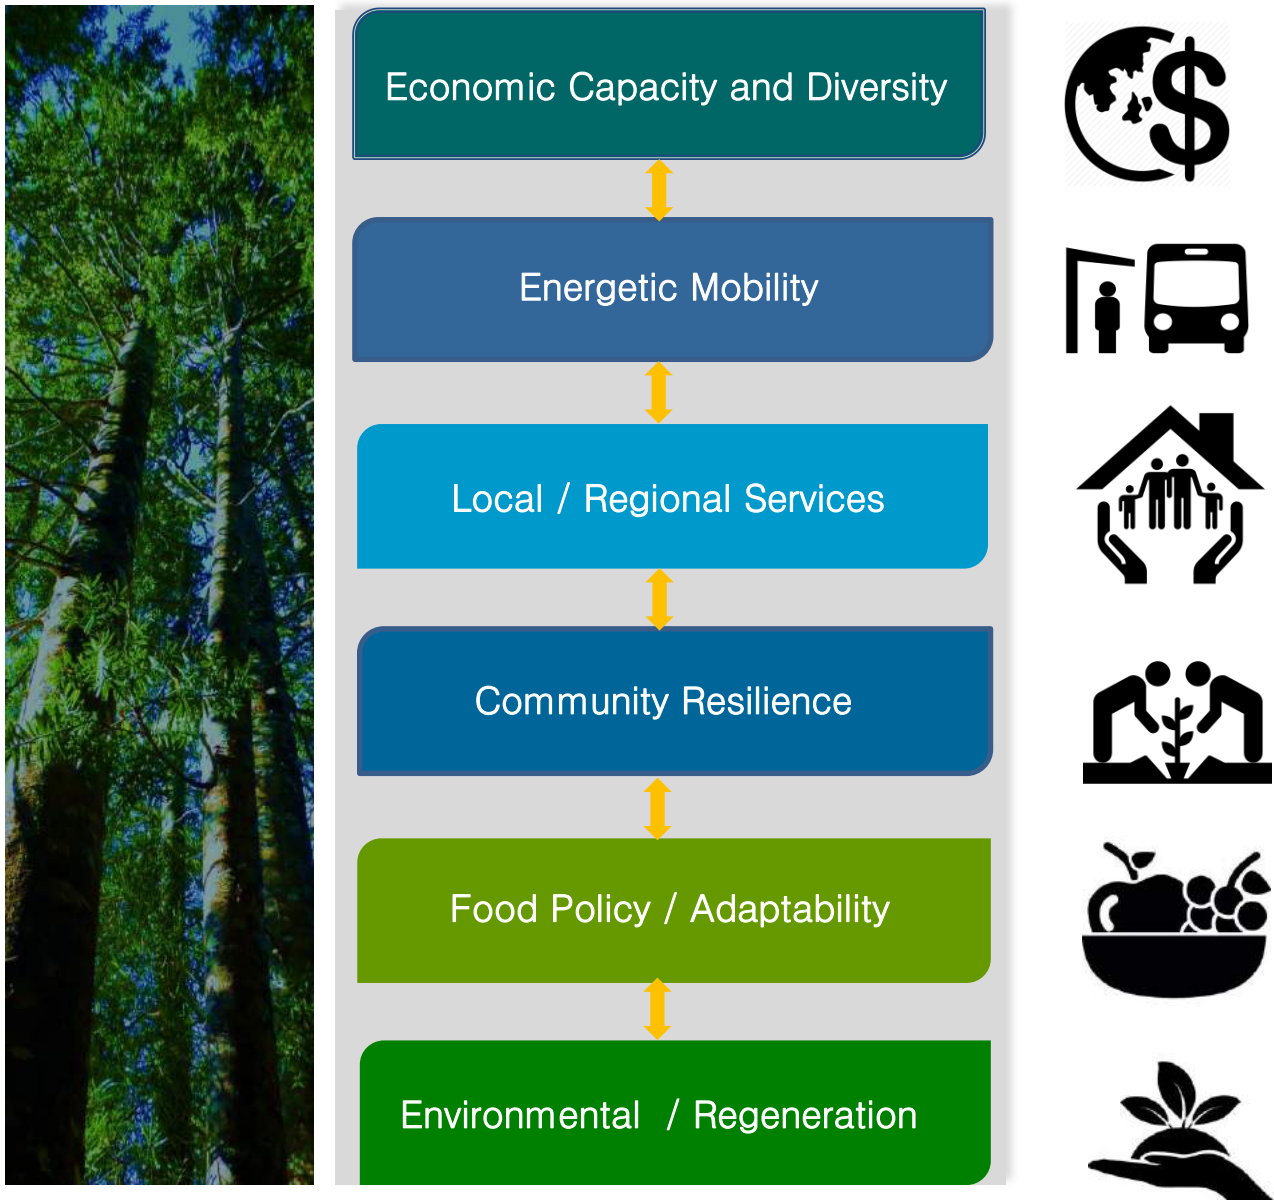 Economic Capacity and Diversity
Energetic Mobility
Local / Regional Services
Community Resilience
Food Policy / Adaptability
Environmental / Regeneration